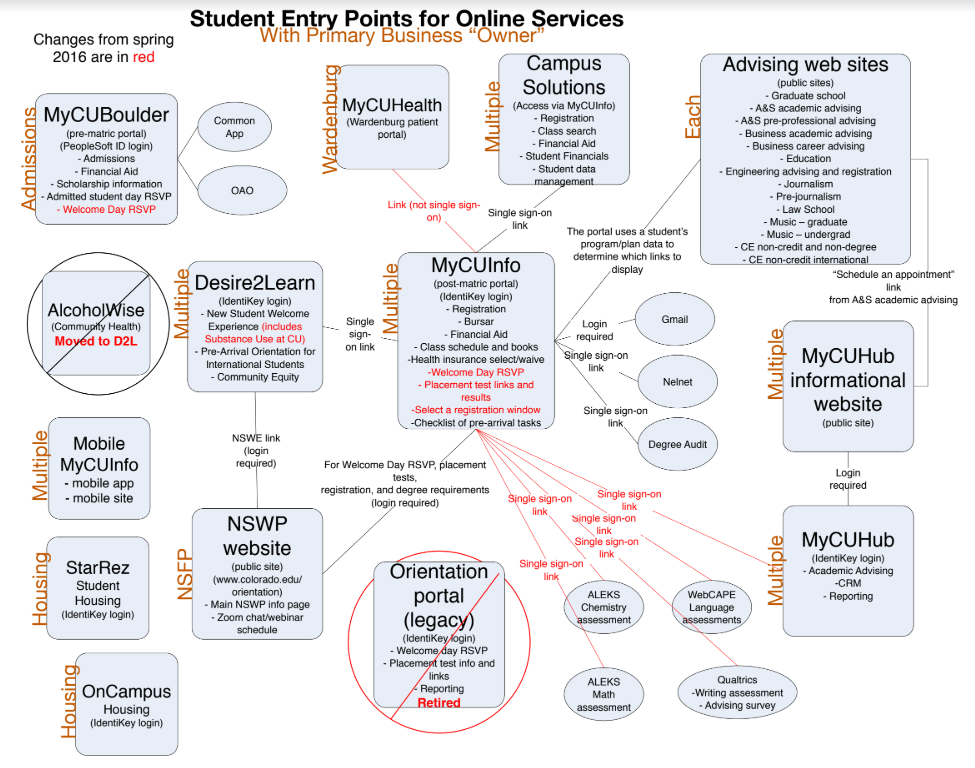 Student Entry Points for Online Services
With Primary Business “Owner”
Changes from spring
2016 are in red
Admissions
MyCUBoulder
(pre-matric portal)
(PeopleSoft ID login)
- Admissions
- Financial Aid
- Scholarship information
- Admitted student day RSVP
- Welcome Day RSVP
Common
App
OAO
Wardenburg
MyCUHealth
(Wardenburg patient
portal)
Link (not single sign-
on)
Multiple
Campus
Solutions
(Access via MyCUInfo)
- Registration
- Class search
- Financial Aid
- Student Financials
- Student data
management
Single sign-on
link
Each
Advising web sites
(public sites)
- Graduate school
- A&S academic advising
- A&S pre-professional advising
- Business academic advising
- Business career advising
- Education
- Engineering advising and registration
- Journalism
- Pre-journalism
- Law School
- Music – graduate
- Music – undergrad
- CE non-credit and non-degree
- CE non-credit international
The portal uses a student’s
program/plan data to
determine which links to
display
“Schedule an appointment”
link
from A&S academic advising
AlcoholWise
(Community Health)
Moved to D2L
Multiple
Desire2Learn
(IdentiKey login)
- New Student Welcome
Experience (includes
Substance Use at CU)
- Pre-Arrival Orientation for
International Students
- Community Equity
Single
sign-
on link
Multiple
MyCUInfo
(post-matric portal)
(IdentiKey login)
- Registration
- Bursar
- Financial Aid
- Class schedule and books
-Health insurance select/waive
-Welcome Day RSVP
- Placement test links and
results
-Select a registration window
-Checklist of pre-arrival tasks
Login
required
Gmail
Single sign-on
link
Nelnet
Single sign-on
link
Degree Audit
Multiple
MyCUHub
informational
website
(public site)
Login
required
Multiple
Mobile
MyCUInfo
- mobile app
- mobile site
NSWE link
(login
required)
For Welcome Day RSVP, placement
tests,
registration, and degree requirements
(login required)
Single sign-on
link
Single sign-on
link
Single sign-on
link
Single sign-on
link
Single sign-on
link
NSFP
NSWP
website
(public site)
(www.colorado.edu/
orientation)
- Main NSWP info page
- Zoom chat/webinar
schedule
Multiple
MyCUHub
(IdentiKey login)
- Academic Advising
-CRM
- Reporting
Housing
StarRez
Student
Housing
(IdentiKey login)
Orientation
portal
(legacy)
(IdentiKey login)
- Welcome day RSVP
- Placement test info and
links
- Reporting
Retired
ALEKS
Chemistry
assessment
WebCAPE
Language
assessments
ALEKS
Math
assessment
Qualtrics
-Writing assessment
- Advising survey
Housing
OnCampus
Housing
(IdentiKey login)